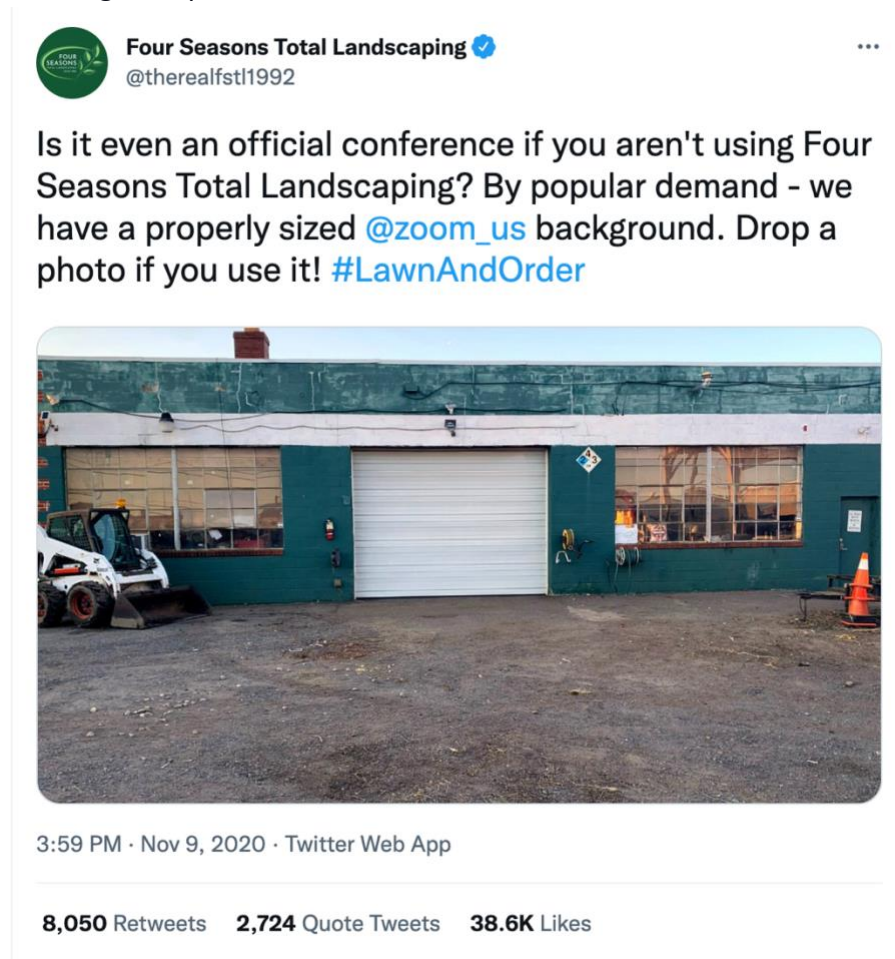 FOUR
SEASONS
Four Seasons Total Landscaping
@therealfstl1992
Is it even an official conference if you aren't using Four
Seasons Total Landscaping? By popular demand - we
have a properly sized @zoom_us background. Drop a
photo if you use it! #LawnAndOrder
3:59 PM · Nov 9, 2020 · Twitter Web App
8,050 Retweets 2,724 Quote Tweets 38.6K Likes